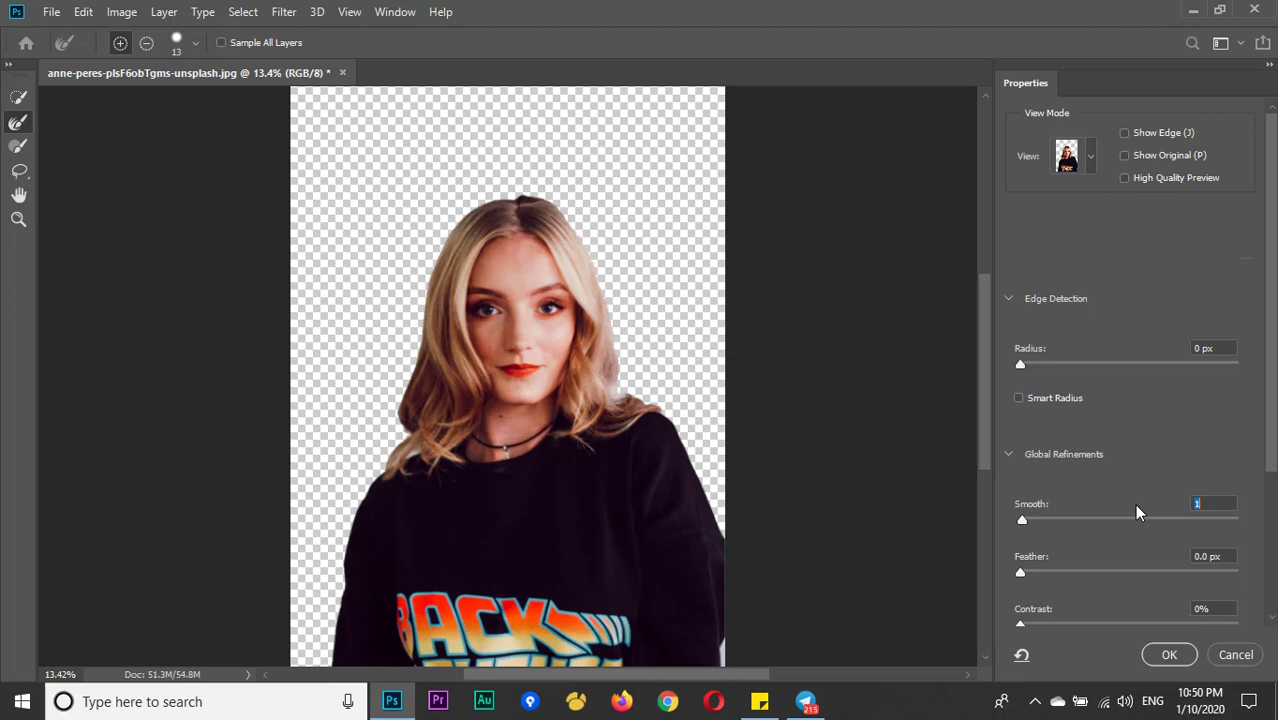 Ps File Edit Image Layer Type Select Filter 3D View Window Help
13 Sample All Layers
anne-peres-plsF6obTgms-unsplash.jpg @ 13.4% (RGB/8) * ×
Properties
View Mode
Show Edge (J)
View:
Show Original (P)
High Quality Preview
Edge Detection
Radius: 0 px
Smart Radius
Global Refinements
Smooth: 1
Feather: 0.0 px
Contrast: 0%
BACK
OK Cancel
13.42% Doc: 51.3M/54.8M
Type here to search
Ps Pr Au
215
ENG
10:50 PM
1/10/2020